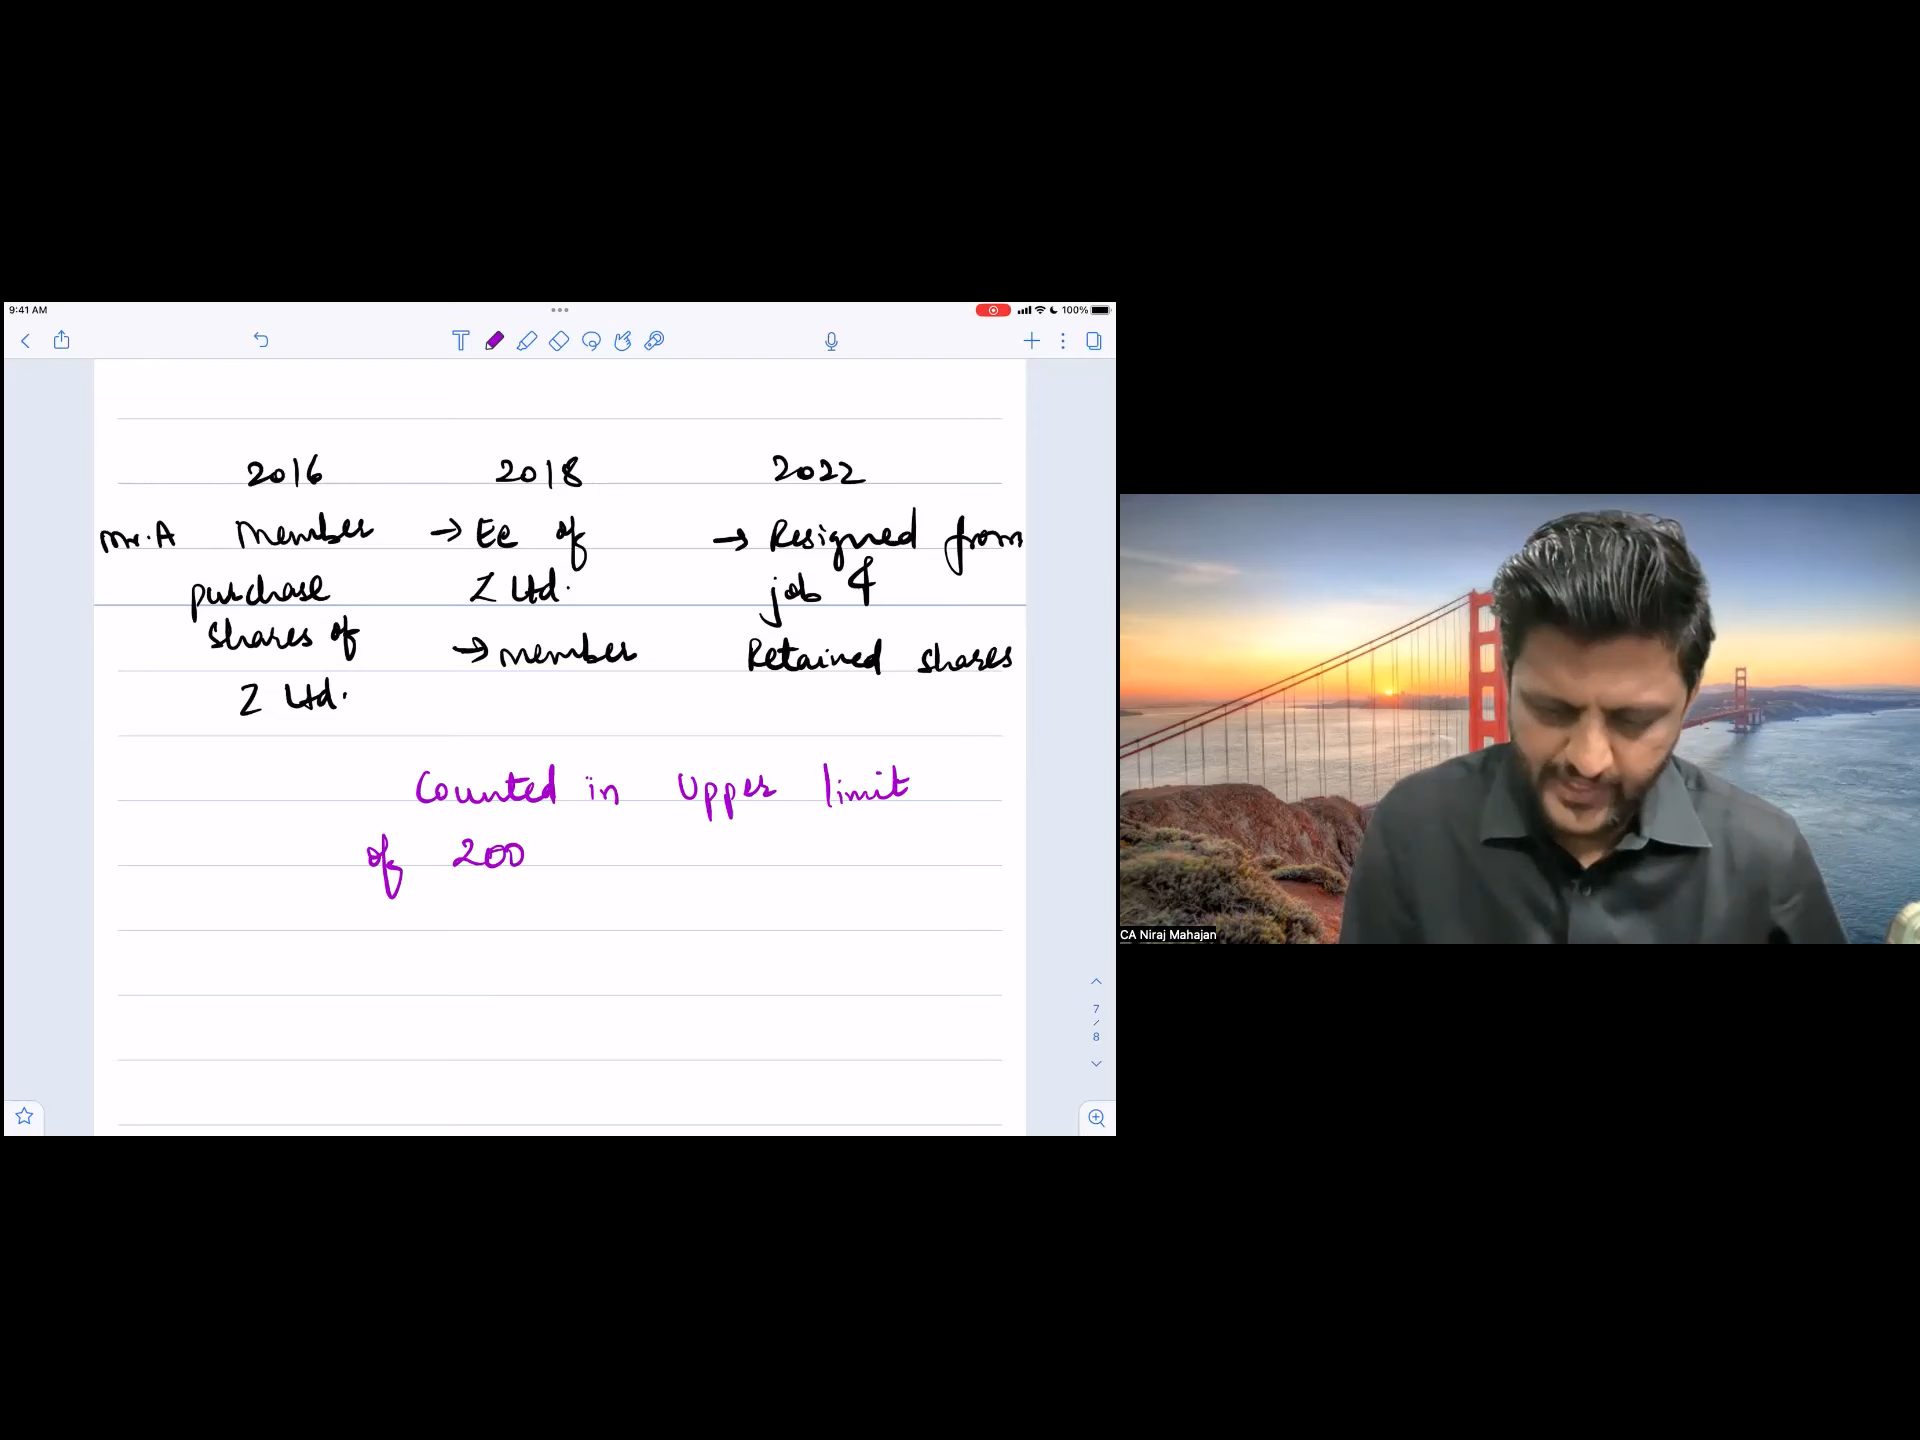 9:41 AM
100%
2016 2018 2022
Mr. A Member → Ee of → Resigned from
purchase Z Ltd. job &
shares of → member Retained shares
Z Ltd.
Counted in Upper limit
of 200
CA Niraj Mahajan
7
/
8